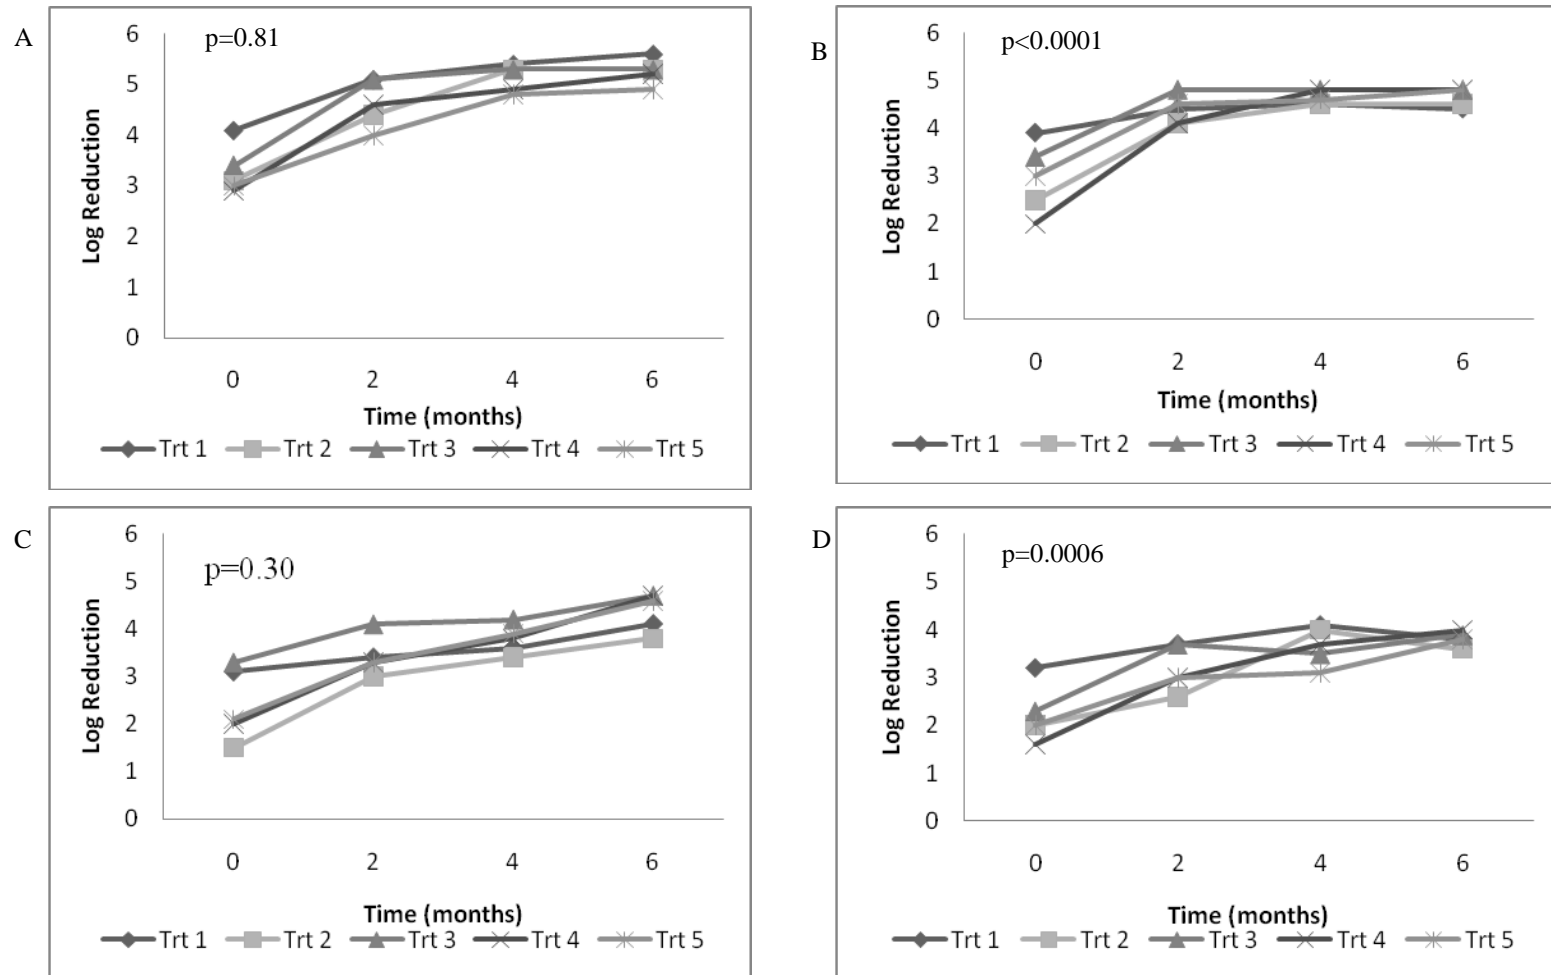 A
p=0.81
6
5
4
3
2
1
0
Log Reduction
0 2 4 6
Time (months)
Trt 1 Trt 2 Trt 3 Trt 4 Trt 5
B
p<0.0001
6
5
4
3
2
1
0
Log Reduction
0 2 4 6
Time (months)
Trt 1 Trt 2 Trt 3 Trt 4 Trt 5
C
p=0.30
6
5
4
3
2
1
0
Log Reduction
0 2 4 6
Time (months)
Trt 1 Trt 2 Trt 3 Trt 4 Trt 5
D
p=0.0006
6
5
4
3
2
1
0
Log Reduction
0 2 4 6
Time (months)
Trt 1 Trt 2 Trt 3 Trt 4 Trt 5